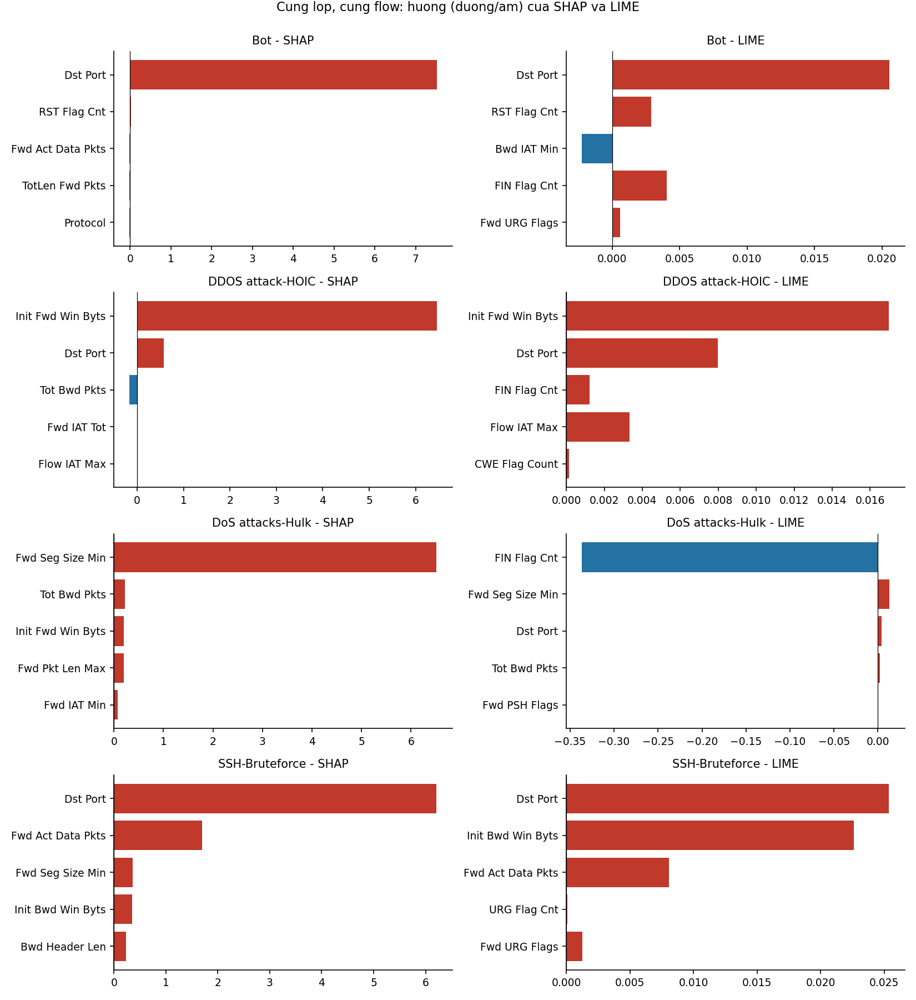 Cung lop, cung flow: huong (duong/am) cua SHAP va LIME
Bot - SHAP
Dst Port
RST Flag Cnt
Fwd Act Data Pkts
TotLen Fwd Pkts
Protocol
0 1 2 3 4 5 6 7
Bot - LIME
Dst Port
RST Flag Cnt
Bwd IAT Min
FIN Flag Cnt
Fwd URG Flags
0.000 0.005 0.010 0.015 0.020
DDOS attack-HOIC - SHAP
Init Fwd Win Byts
Dst Port
Tot Bwd Pkts
Fwd IAT Tot
Flow IAT Max
0 1 2 3 4 5 6
DDOS attack-HOIC - LIME
Init Fwd Win Byts
Dst Port
FIN Flag Cnt
Flow IAT Max
CWE Flag Count
0.000 0.002 0.004 0.006 0.008 0.010 0.012 0.014 0.016
DoS attacks-Hulk - SHAP
Fwd Seg Size Min
Tot Bwd Pkts
Init Fwd Win Byts
Fwd Pkt Len Max
Fwd IAT Min
0 1 2 3 4 5 6
DoS attacks-Hulk - LIME
FIN Flag Cnt
Fwd Seg Size Min
Dst Port
Tot Bwd Pkts
Fwd PSH Flags
−0.35 −0.30 −0.25 −0.20 −0.15 −0.10 −0.05 0.00
SSH-Bruteforce - SHAP
Dst Port
Fwd Act Data Pkts
Fwd Seg Size Min
Init Bwd Win Byts
Bwd Header Len
0 1 2 3 4 5 6
SSH-Bruteforce - LIME
Dst Port
Init Bwd Win Byts
Fwd Act Data Pkts
URG Flag Cnt
Fwd URG Flags
0.000 0.005 0.010 0.015 0.020 0.025